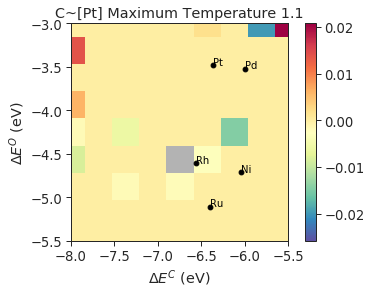 C~[Pt] Maximum Temperature 1.1
−3.0
−3.5
−4.0
−4.5
−5.0
−5.5
ΔE^O (eV)
Pt
Pd
Rh
Ni
Ru
−8.0 −7.5 −7.0 −6.5 −6.0 −5.5
ΔE^C (eV)
0.02
0.01
0.00
−0.01
−0.02